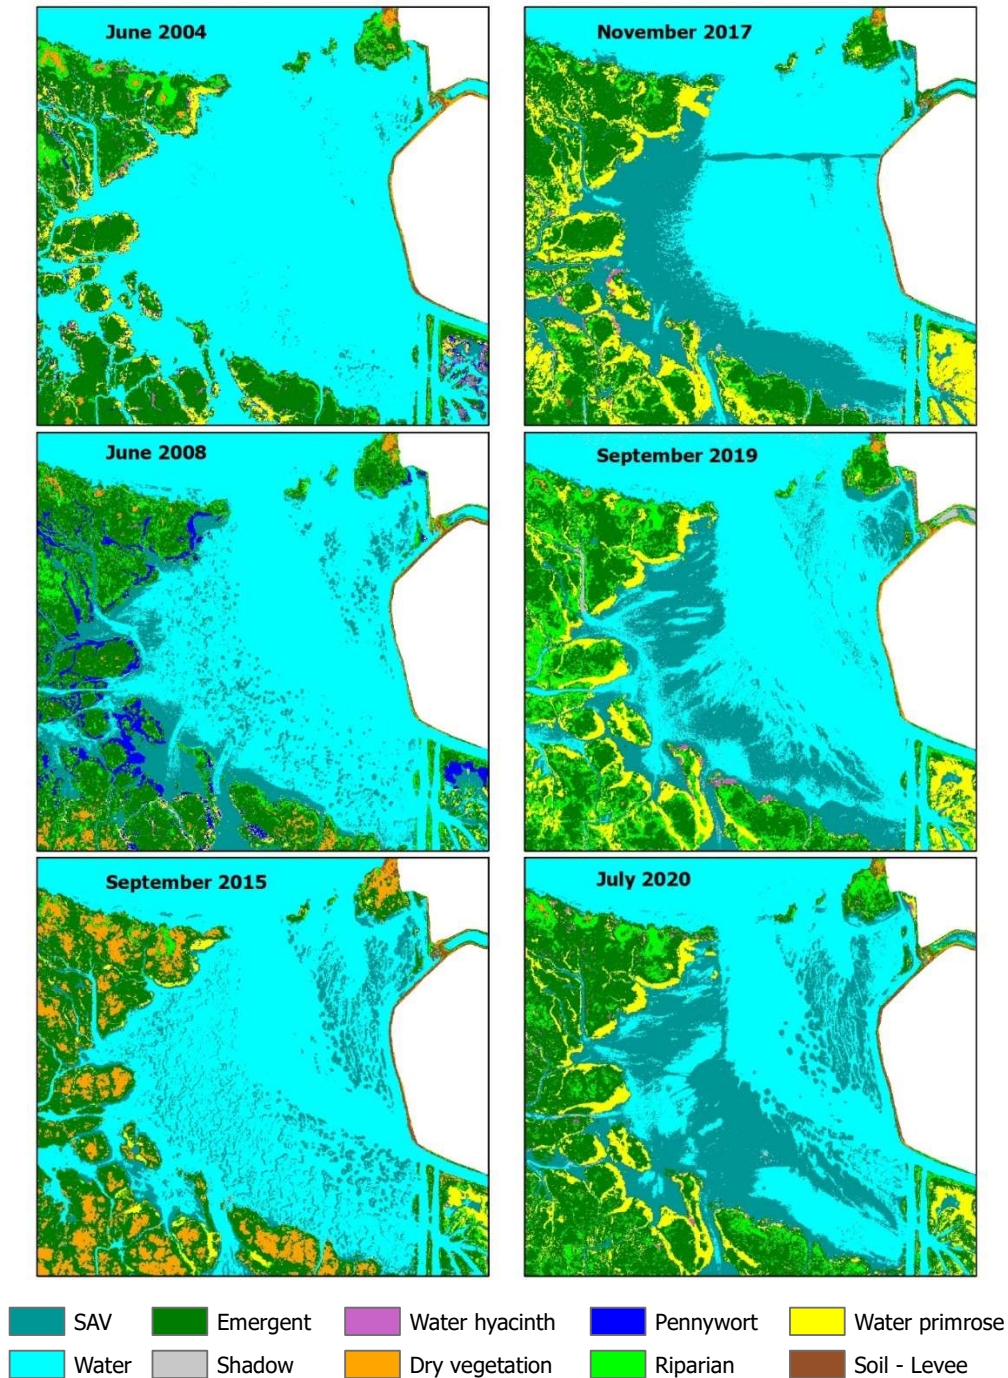 June 2004
November 2017
June 2008
September 2019
September 2015
July 2020
SAV
Emergent
Water hyacinth
Pennywort
Water primrose
Water
Shadow
Dry vegetation
Riparian
Soil - Levee